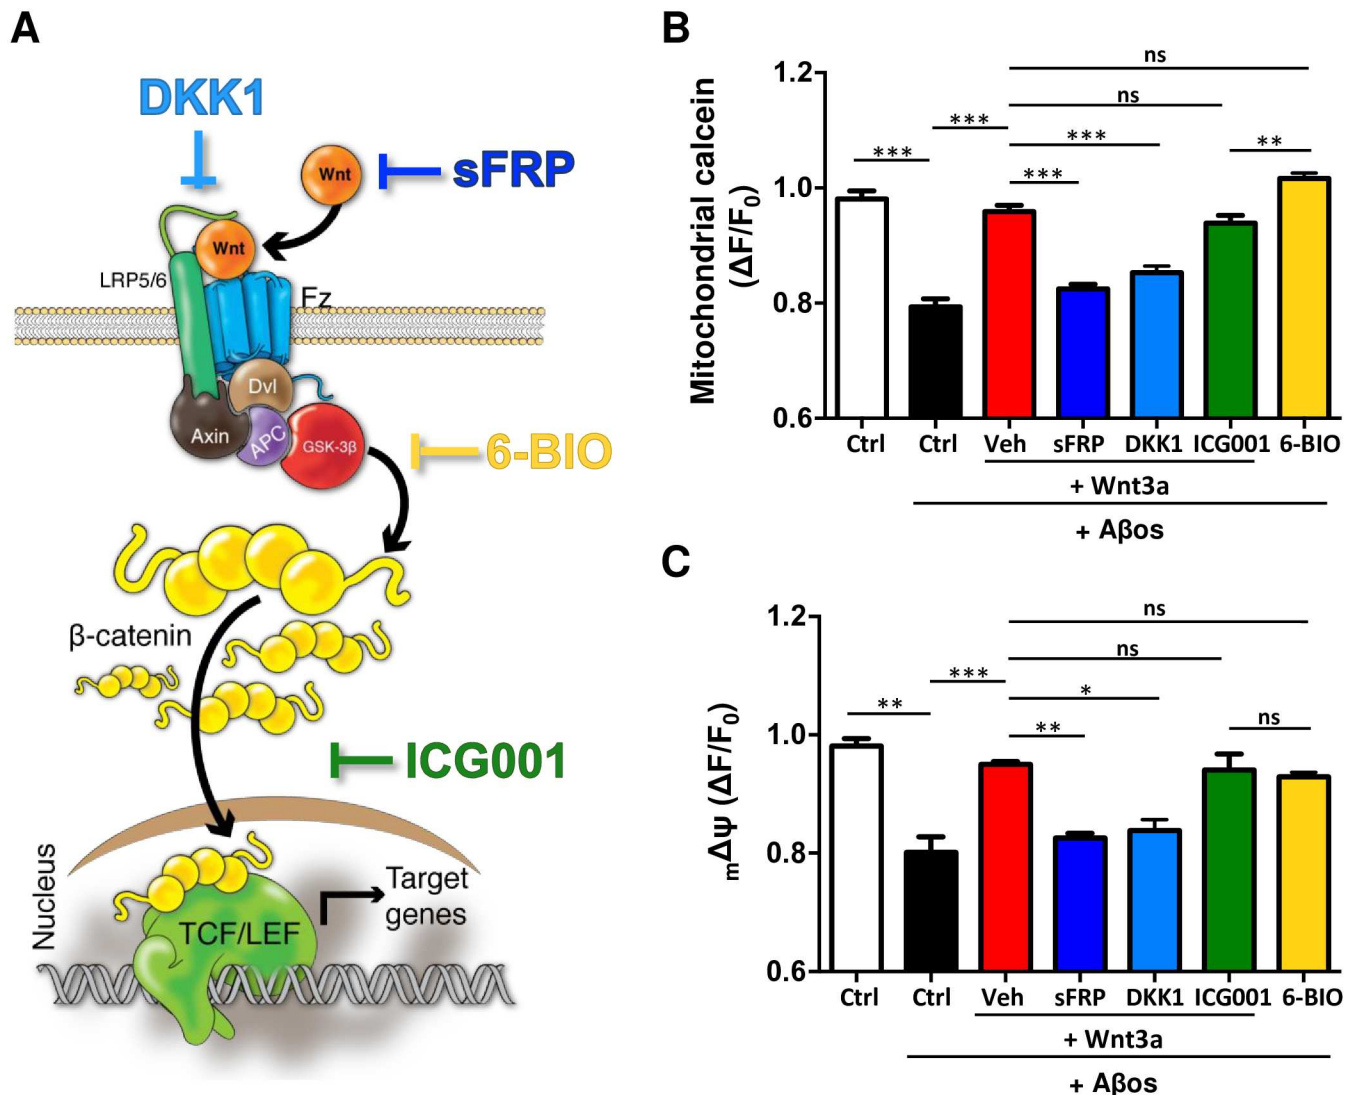 A
DKK1
Wnt
sFRP
Wnt
LRP5/6
Fz
Dvl
Axin
APC
GSK-3β
6-BIO
β-catenin
ICG001
Nucleus
Target
genes
TCF/LEF
B
Mitochondrial calcein
(ΔF/F0)
1.2
1.0
0.8
0.6
ns
ns
***
***
***
**
***
Ctrl Ctrl Veh sFRP DKK1 ICG001 6-BIO
+ Wnt3a
+ Aβos
C
mΔΨ (ΔF/F0)
1.2
1.0
0.8
0.6
ns
ns
***
*
**
ns
**
Ctrl Ctrl Veh sFRP DKK1 ICG001 6-BIO
+ Wnt3a
+ Aβos